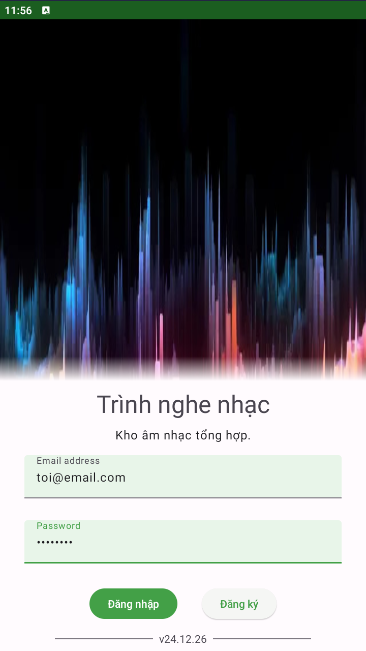 11:56
Trình nghe nhạc
Kho âm nhạc tổng hợp.
Email address
toi@email.com
Password
••••••••
Đăng nhập
Đăng ký
v24.12.26